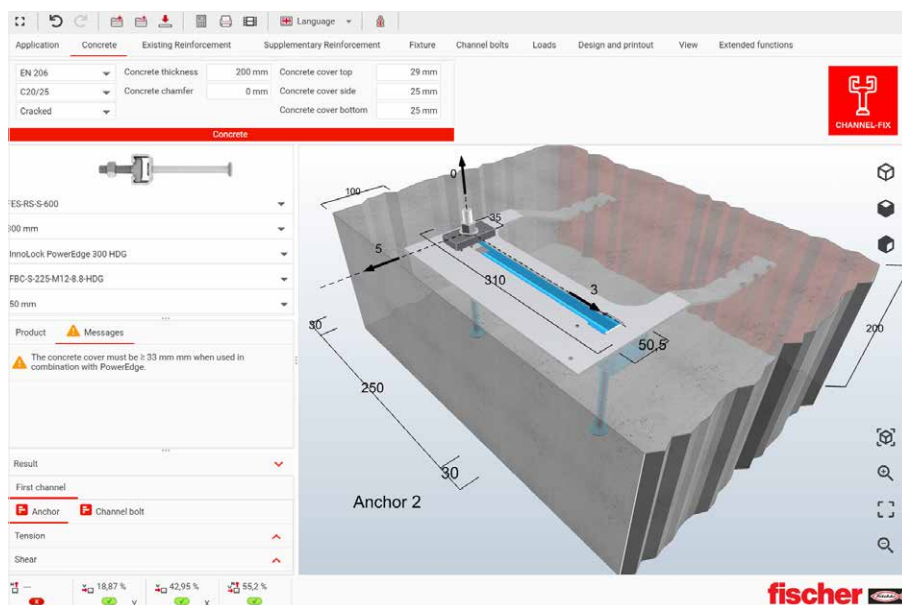 Language
Application Concrete Existing Reinforcement Supplementary Reinforcement Fixture Channel bolts Loads Design and printout View Extended functions
EN 206 Concrete thickness 200 mm Concrete cover top 29 mm
C20/25 Concrete chamfer 0 mm Concrete cover side 25 mm
Cracked Concrete cover bottom 25 mm
Concrete
CHANNEL-FIX
ES-RS-S-600
00 mm
InnoLock PowerEdge 300 HDG
FBC-S-225-M12-8.8-HDG
50 mm
Product Messages
The concrete cover must be ≥ 33 mm mm when used in
combination with PowerEdge.
Result
First channel
Anchor Channel bolt
Tension
Shear
0
100
35
5
310
3
200
30
50,5
250
30
Anchor 2
— 18,87 % 42,95 % 55,2 %
V V
x y x
fischer